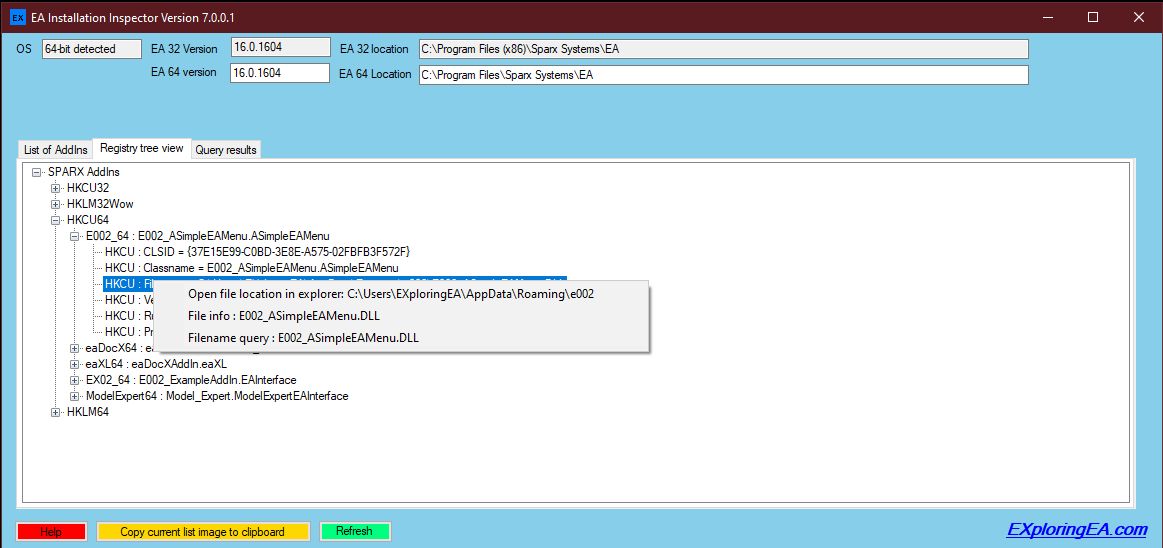 EX EA Installation Inspector Version 7.0.0.1
OS 64-bit detected EA 32 Version 16.0.1604 EA 32 location C:\Program Files (x86)\Sparx Systems\EA
EA 64 version 16.0.1604 EA 64 Location C:\Program Files\Sparx Systems\EA
List of AddIns Registry tree view Query results
SPARX AddIns
HKCU32
HKLM32Wow
HKCU64
E002_64 : E002_ASimpleEAMenu.ASimpleEAMenu
HKCU : CLSID = {37E15E99-C0BD-3E8E-A575-02FBFB3F572F}
HKCU : Classname = E002_ASimpleEAMenu.ASimpleEAMenu
HKCU : Fi
Open file location in explorer: C:\Users\EXploringEA\AppData\Roaming\e002
HKCU : Ve
File info : E002_ASimpleEAMenu.DLL
HKCU : Ru
HKCU : Pr
Filename query : E002_ASimpleEAMenu.DLL
eaDocX64 : ea
eaXL64 : eaDocXAddIn.eaXL
EX02_64 : E002_ExampleAddIn.EAInterface
ModelExpert64 : Model_Expert.ModelExpertEAInterface
HKLM64
Help Copy current list image to clipboard Refresh EXploringEA.com